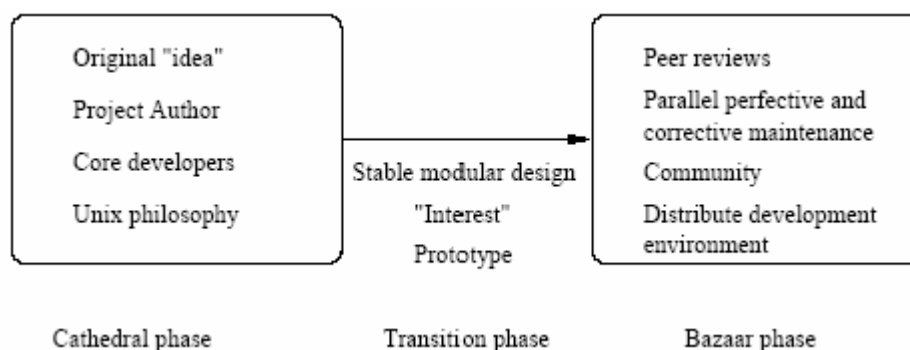 Original "idea"
Project Author
Core developers
Unix philosophy
Stable modular design
"Interest"
Prototype
Peer reviews
Parallel perfective and
corrective maintenance
Community
Distribute development
environment
Cathedral phase
Transition phase
Bazaar phase